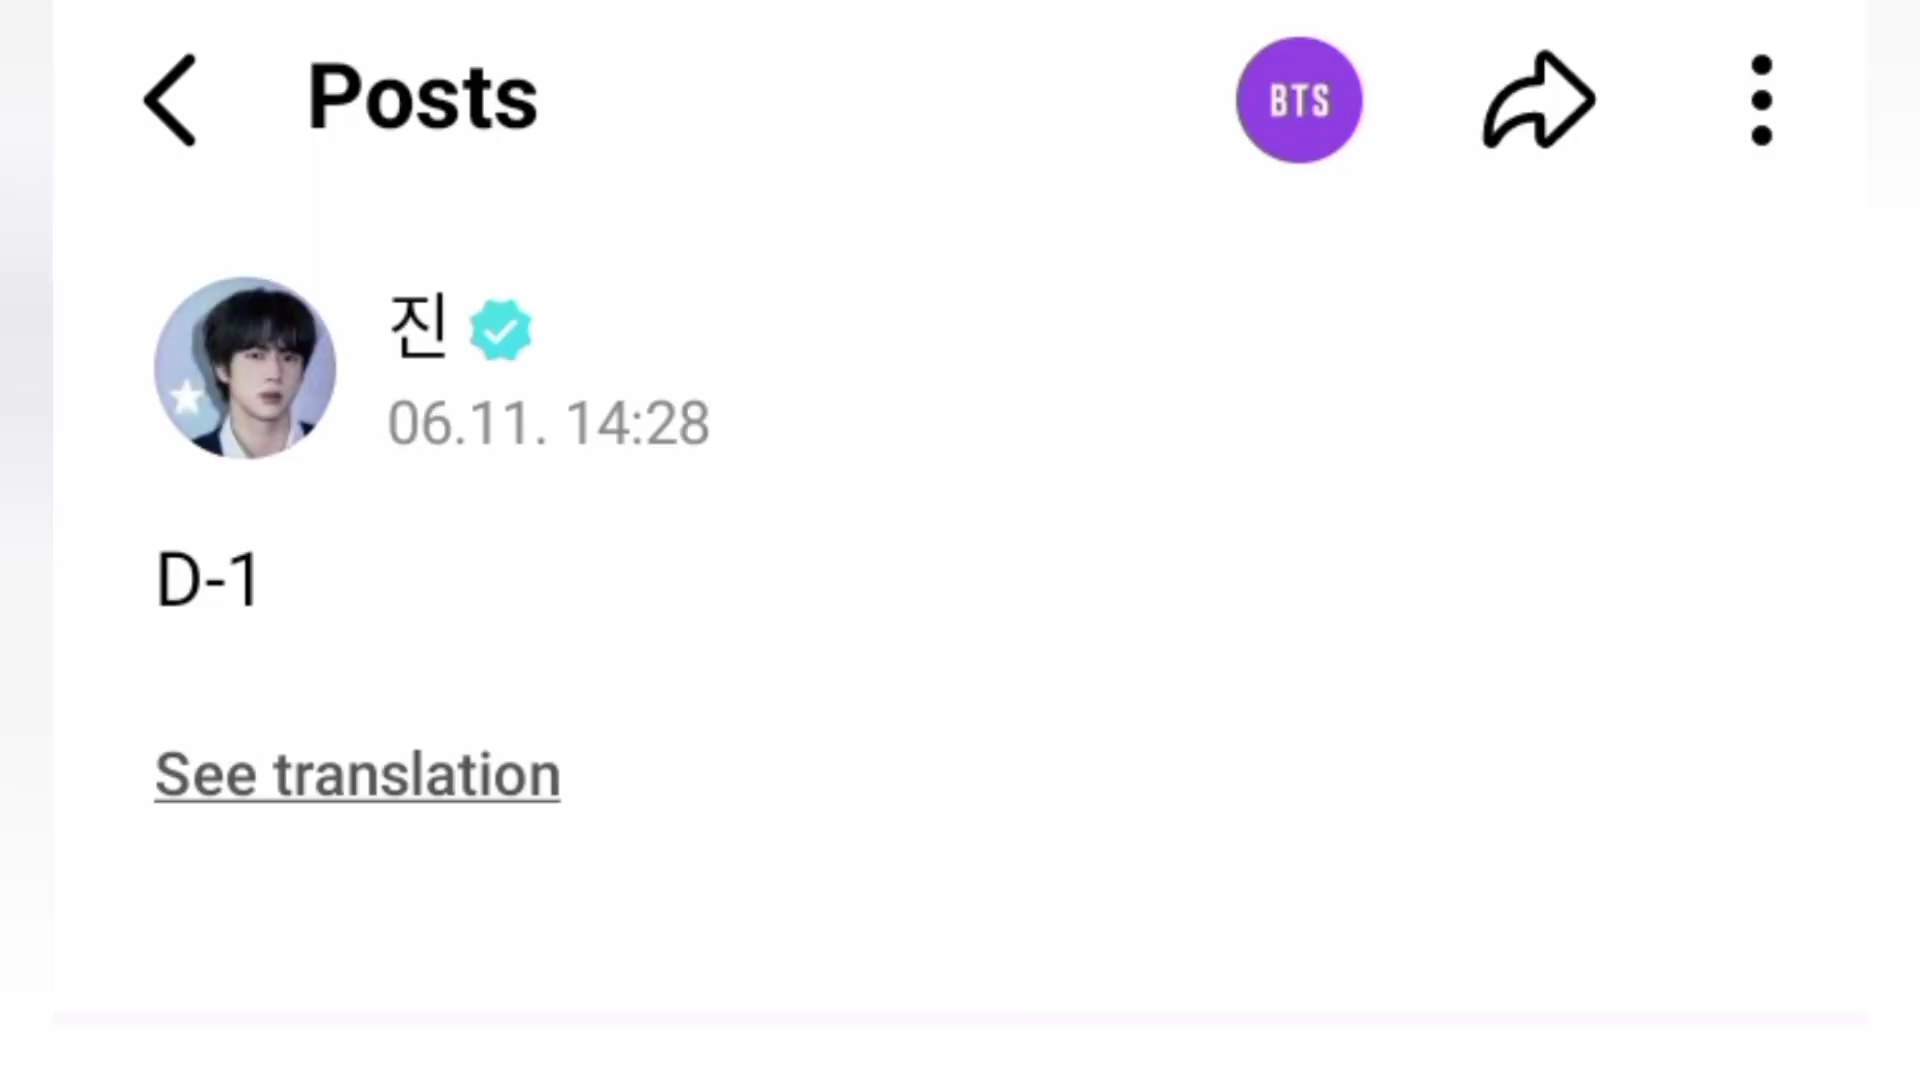 Posts
BTS
진
06.11. 14:28
D-1
See translation